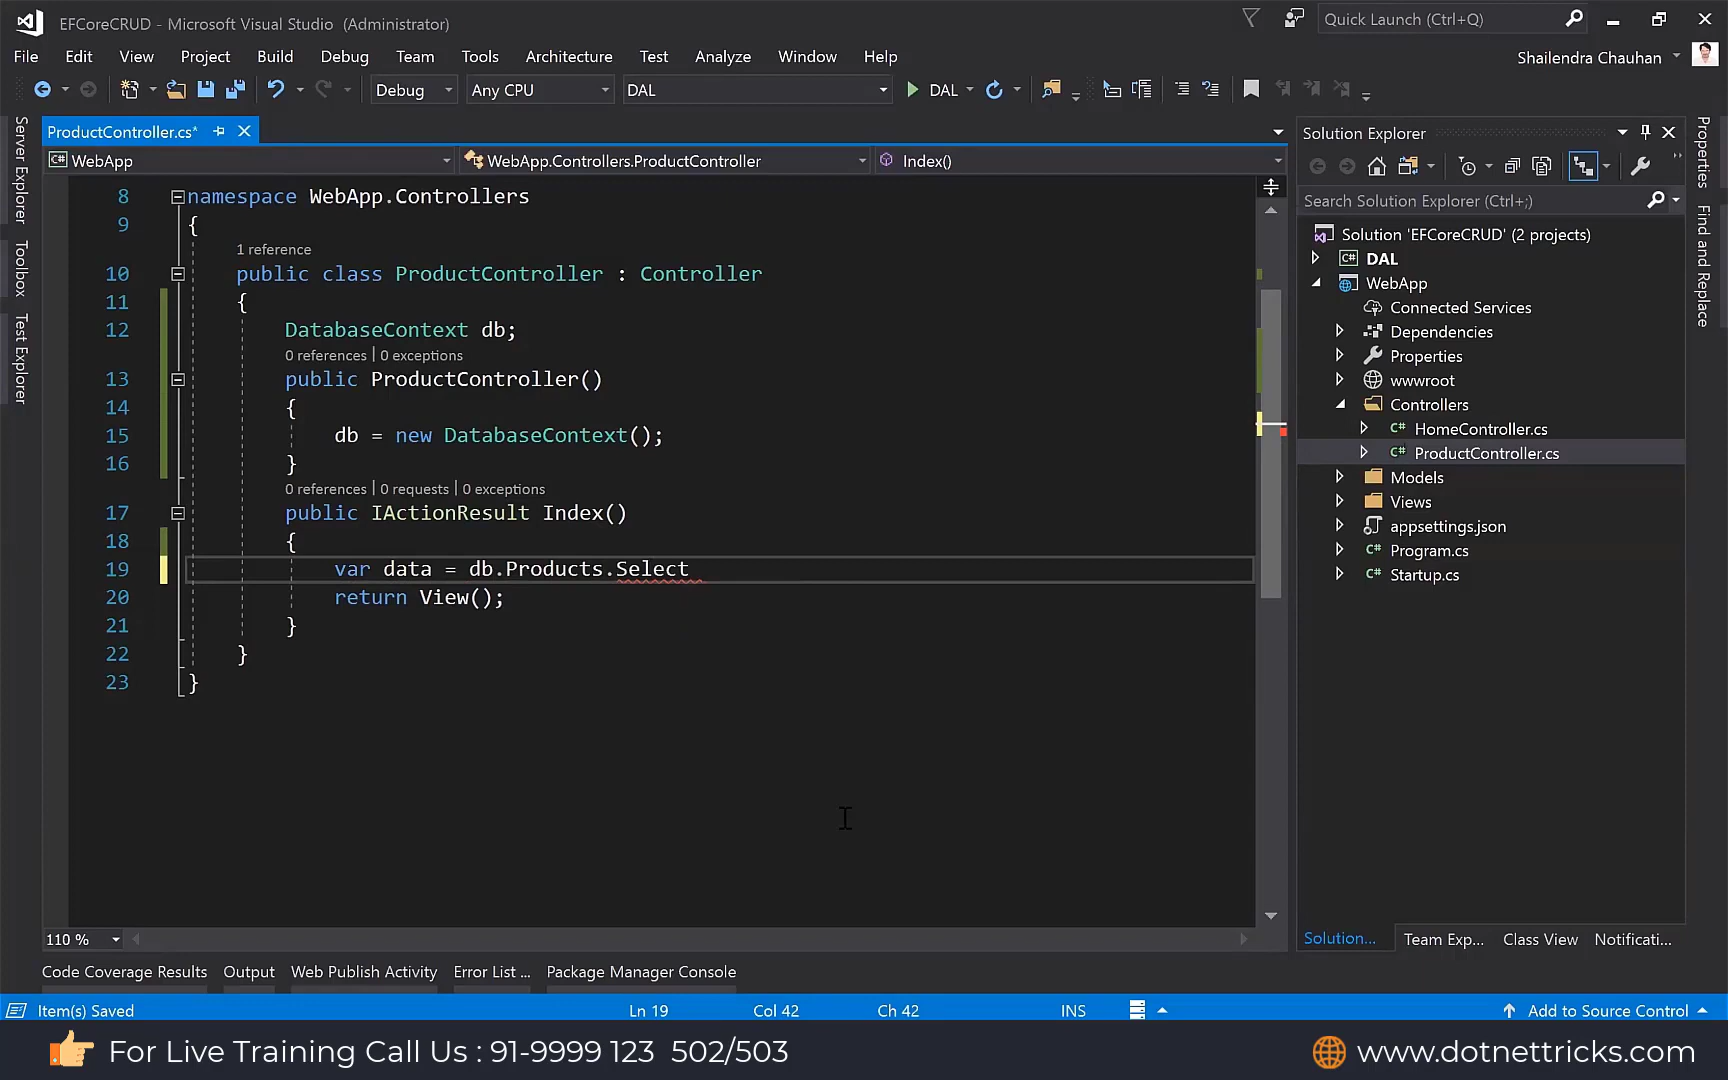 EFCoreCRUD - Microsoft Visual Studio (Administrator)
Quick Launch (Ctrl+Q)
File Edit View Project Build Debug Team Tools Architecture Test Analyze Window Help
Shailendra Chauhan
Debug Any CPU DAL DAL
Server Explorer
Toolbox
Test Explorer
ProductController.cs*
WebApp WebApp.Controllers.ProductController Index()
8 namespace WebApp.Controllers
9 {
1 reference
10 public class ProductController : Controller
11 {
12 DatabaseContext db;
0 references | 0 exceptions
13 public ProductController()
14 {
15 db = new DatabaseContext();
16 }
0 references | 0 requests | 0 exceptions
17 public IActionResult Index()
18 {
19 var data = db.Products.Select
20 return View();
21 }
22 }
23 }
110 %
Solution Explorer
Search Solution Explorer (Ctrl+;)
Solution 'EFCoreCRUD' (2 projects)
C# DAL
WebApp
Connected Services
Dependencies
Properties
wwwroot
Controllers
C# HomeController.cs
C# ProductController.cs
Models
Views
appsettings.json
C# Program.cs
C# Startup.cs
Solution... Team Exp... Class View Notificati...
Properties
Find and Replace
Code Coverage Results Output Web Publish Activity Error List ... Package Manager Console
Item(s) Saved Ln 19 Col 42 Ch 42 INS Add to Source Control
For Live Training Call Us : 91-9999 123 502/503
www.dotnettricks.com